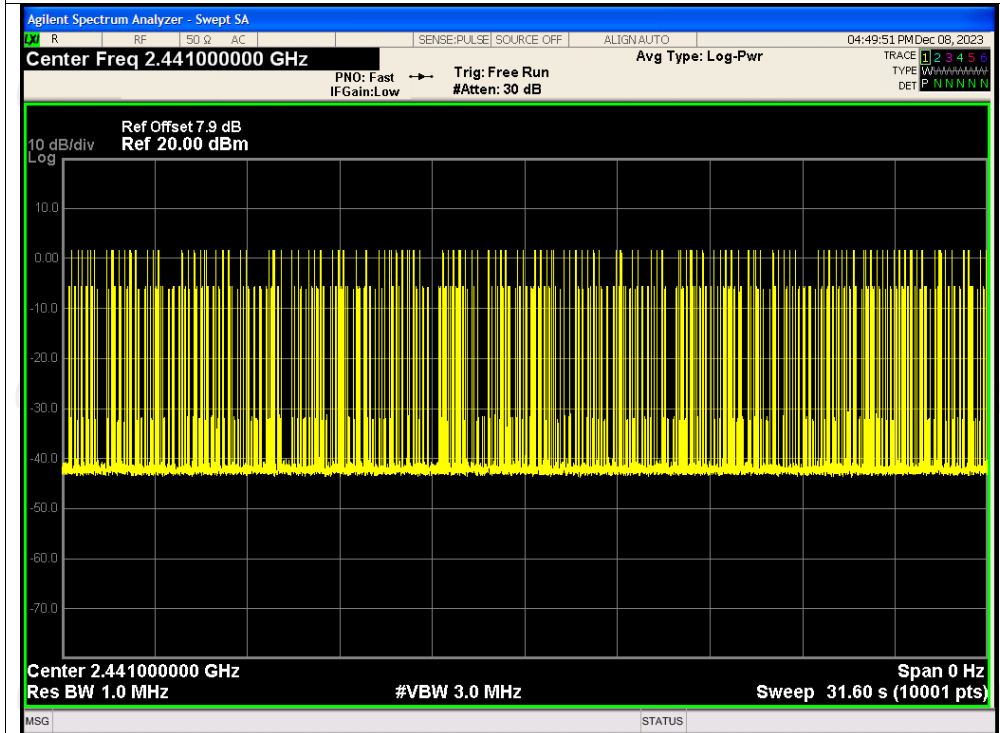 Agilent Spectrum Analyzer - Swept SA
LXI R RF 50 Ω AC SENSE:PULSE SOURCE OFF ALIGNAUTO 04:49:51 PMDec 08, 2023
Center Freq 2.441000000 GHz
PNO: Fast
IFGain:Low
Trig: Free Run
#Atten: 30 dB
Avg Type: Log-Pwr
TRACE 1 2 3 4 5 6
TYPE W
DET P N N N N N
Ref Offset 7.9 dB
10 dB/div Ref 20.00 dBm
Log
10.0
0.00
-10.0
-20.0
-30.0
-40.0
-50.0
-60.0
-70.0
Center 2.441000000 GHz Span 0 Hz
Res BW 1.0 MHz #VBW 3.0 MHz Sweep 31.60 s (10001 pts)
MSG STATUS